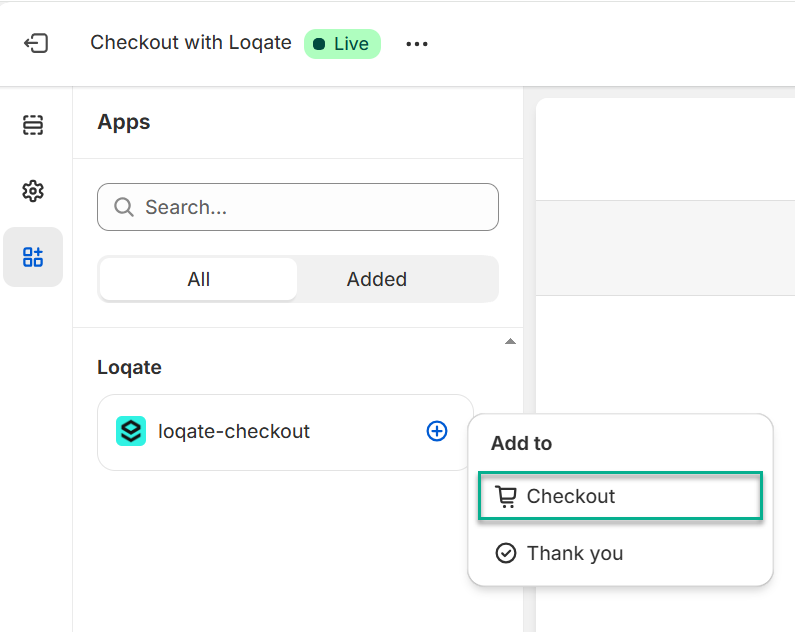 Checkout with Loqate Live
Apps
Search...
All Added
Loqate
loqate-checkout
Add to
Checkout
Thank you